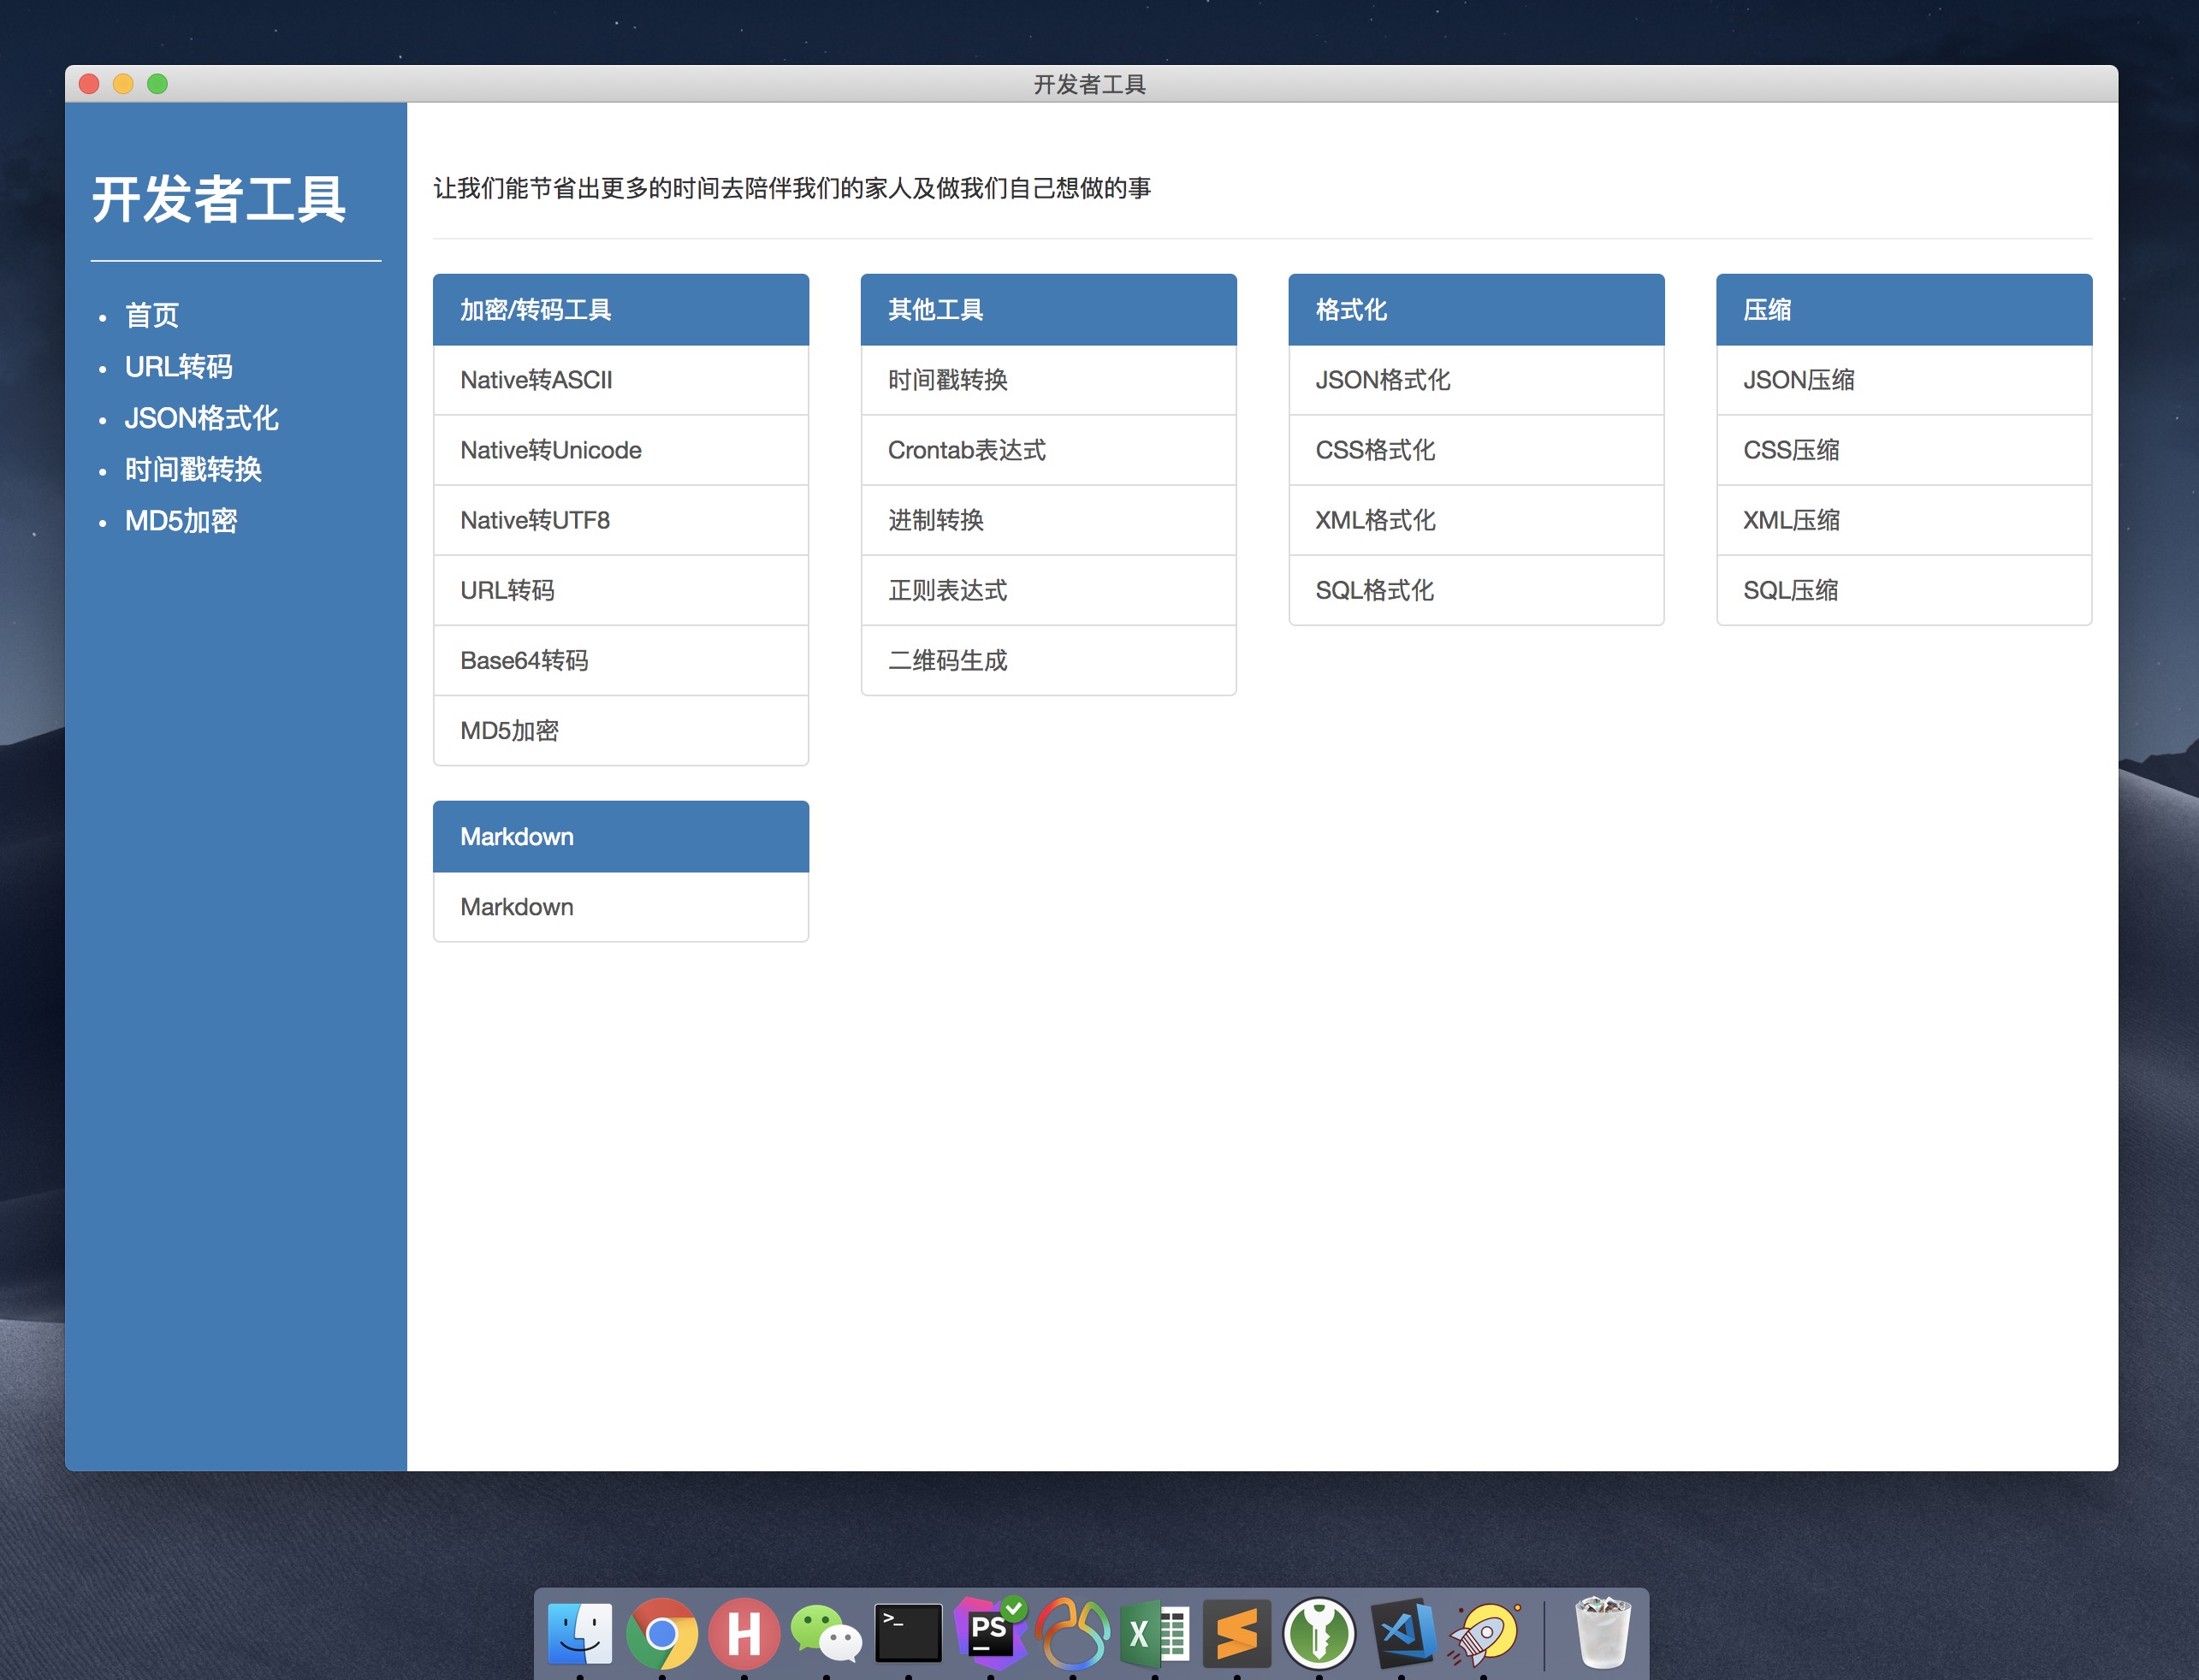 开发者工具
开发者工具
首页
URL转码
JSON格式化
时间戳转换
MD5加密
让我们能节省出更多的时间去陪伴我们的家人及做我们自己想做的事
加密/转码工具
Native转ASCII
Native转Unicode
Native转UTF8
URL转码
Base64转码
MD5加密
其他工具
时间戳转换
Crontab表达式
进制转换
正则表达式
二维码生成
格式化
JSON格式化
CSS格式化
XML格式化
SQL格式化
压缩
JSON压缩
CSS压缩
XML压缩
SQL压缩
Markdown
Markdown
H
>_
PS
X